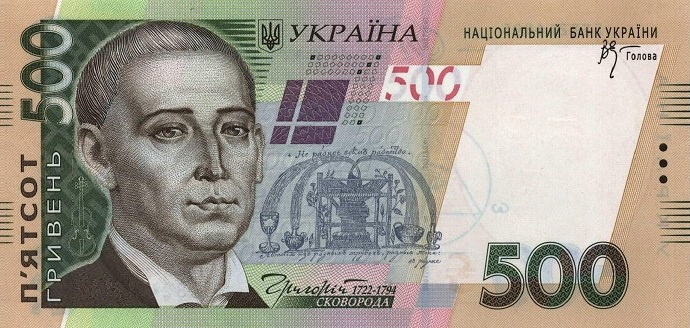 500
П'ЯТСОТ
ГРИВЕНЬ
УКРАЇНА
НАЦІОНАЛЬНИЙ БАНК УКРАЇНИ
Голова
500
Григорій 1722-1794
СКОВОРОДА
500